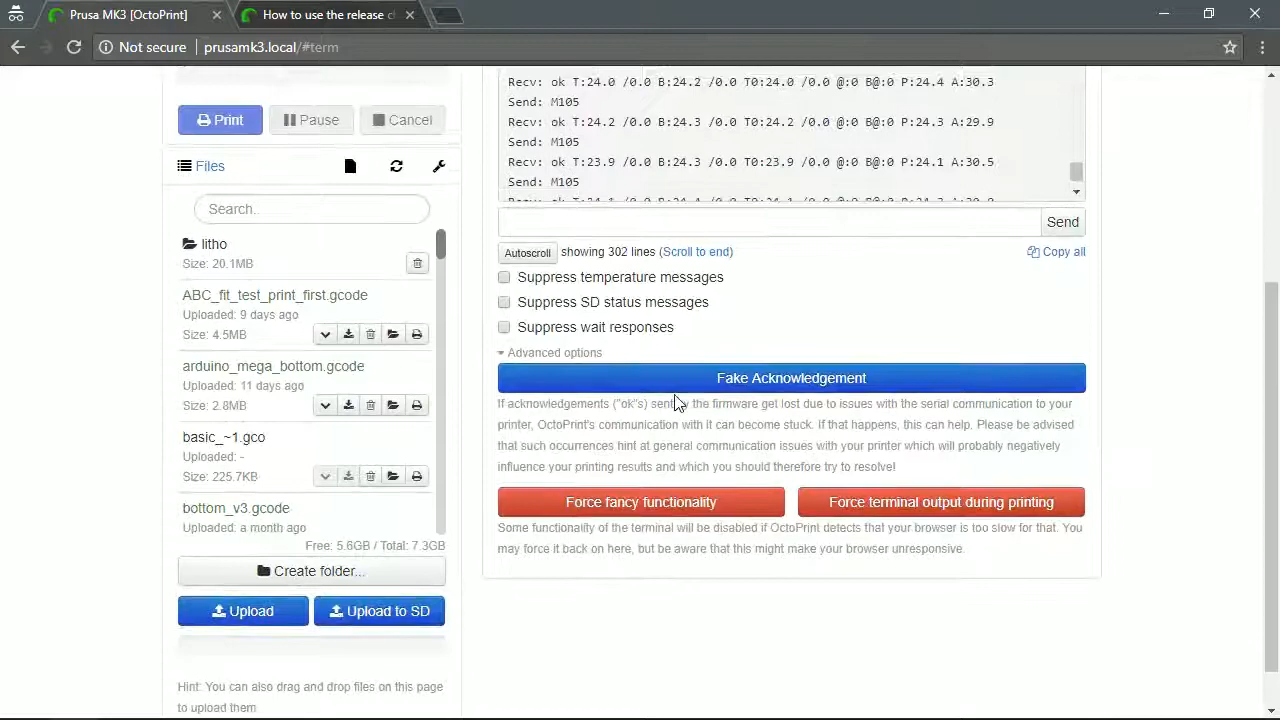 Prusa MK3 [OctoPrint]
How to use the release c
Not secure
prusamk3.local/#term
Print
Pause
Cancel
Files
Search..
litho
Size: 20.1MB
ABC_fit_test_print_first.gcode
Uploaded: 9 days ago
Size: 4.5MB
arduino_mega_bottom.gcode
Uploaded: 11 days ago
Size: 2.8MB
basic_~1.gco
Uploaded: -
Size: 225.7KB
bottom_v3.gcode
Uploaded: a month ago
Free: 5.6GB / Total: 7.3GB
Create folder...
Upload
Upload to SD
Hint: You can also drag and drop files on this page
to upload them
Recv: ok T:24.0 /0.0 B:24.2 /0.0 T0:24.0 /0.0 @:0 B@:0 P:24.4 A:30.3
Send: M105
Recv: ok T:24.2 /0.0 B:24.3 /0.0 T0:24.2 /0.0 @:0 B@:0 P:24.3 A:29.9
Send: M105
Recv: ok T:23.9 /0.0 B:24.3 /0.0 T0:23.9 /0.0 @:0 B@:0 P:24.1 A:30.5
Send: M105
Send
Autoscroll
showing 302 lines (Scroll to end)
Copy all
Suppress temperature messages
Suppress SD status messages
Suppress wait responses
Advanced options
Fake Acknowledgement
If acknowledgements ("ok"s) sent the firmware get lost due to issues with the serial communication to your
printer, OctoPrint's communication with it can become stuck. If that happens, this can help. Please be advised
that such occurrences hint at general communication issues with your printer which will probably negatively
influence your printing results and which you should therefore try to resolve!
Force fancy functionality
Force terminal output during printing
Some functionality of the terminal will be disabled if OctoPrint detects that your browser is too slow for that. You
may force it back on here, but be aware that this might make your browser unresponsive.